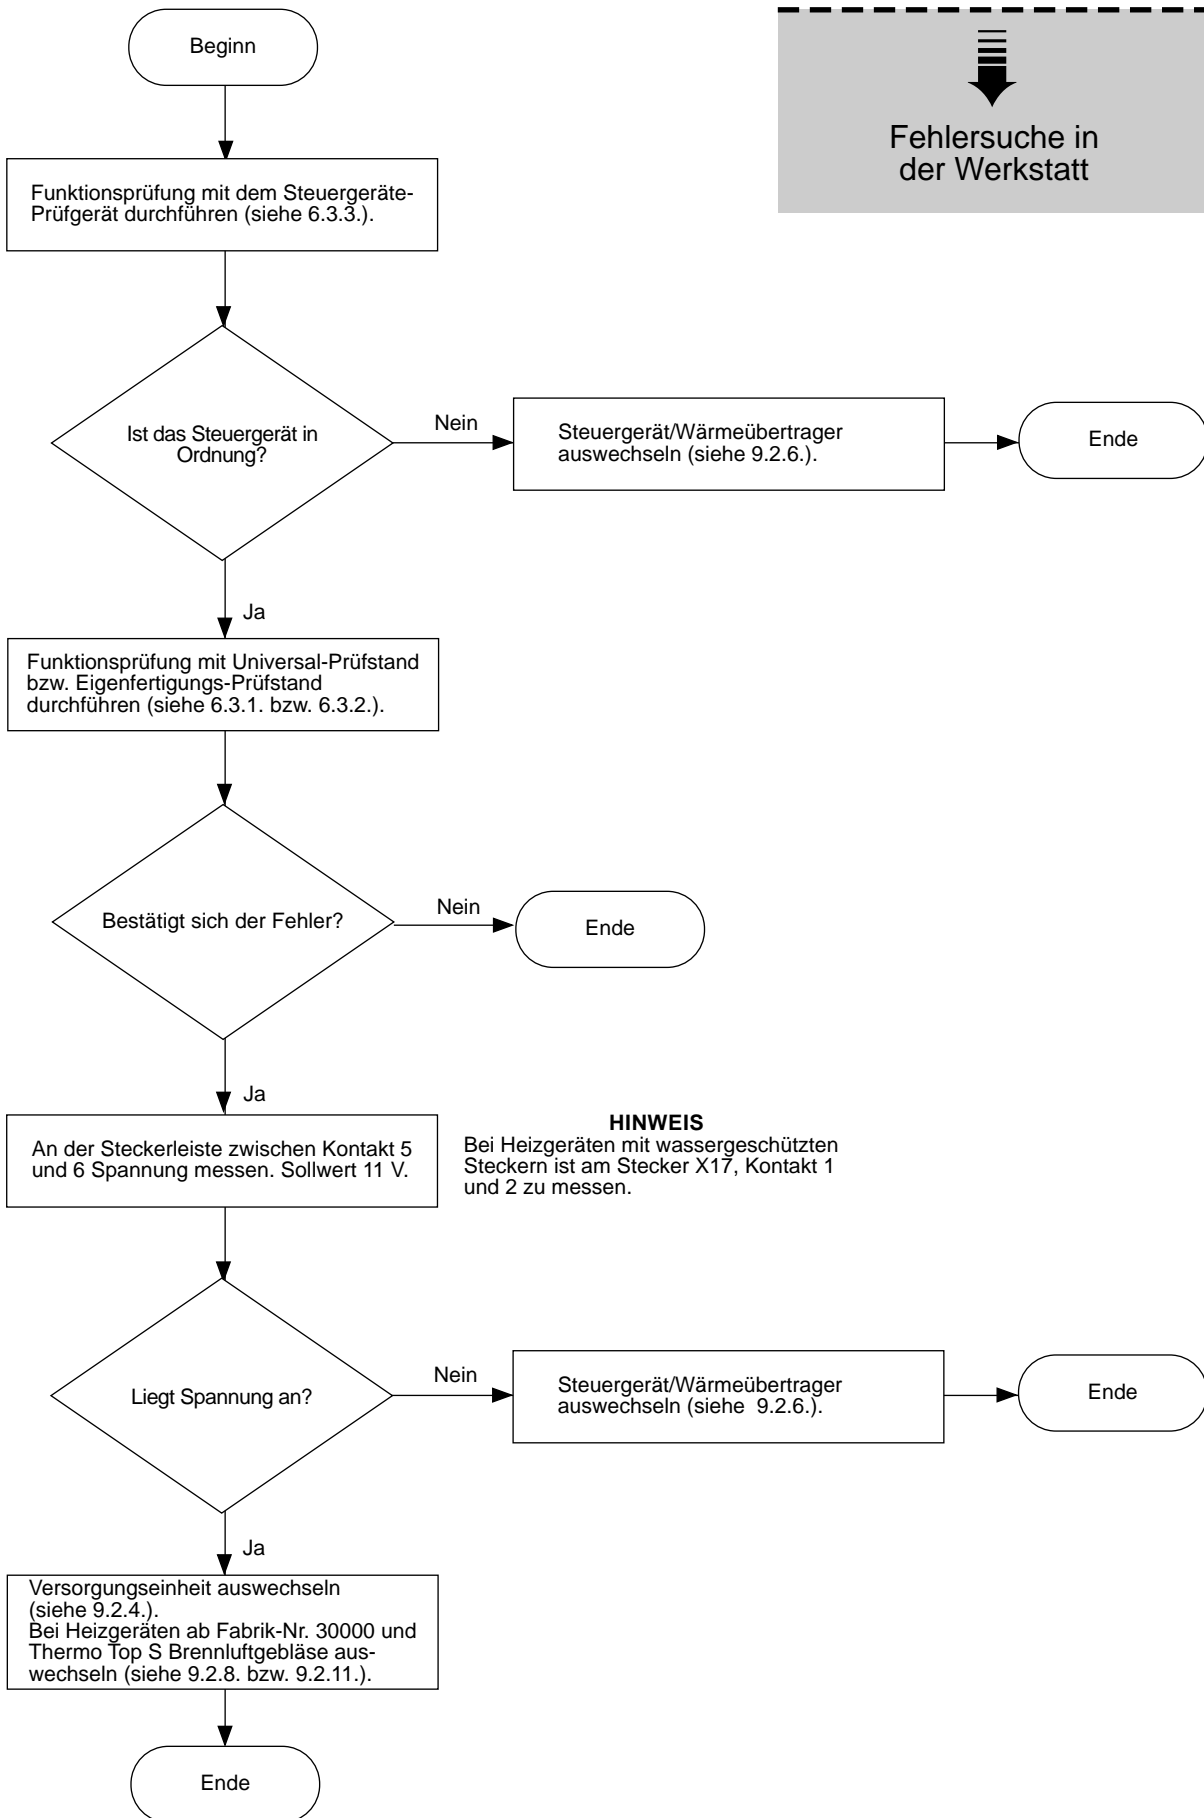 Beginn
Fehlersuche in
der Werkstatt
Funktionsprüfung mit dem Steuergeräte-
Prüfgerät durchführen (siehe 6.3.3.).
Ist das Steuergerät in
Ordnung?
Nein
Steuergerät/Wärmeübertrager
auswechseln (siehe 9.2.6.).
Ende
Ja
Funktionsprüfung mit Universal-Prüfstand
bzw. Eigenfertigungs-Prüfstand
durchführen (siehe 6.3.1. bzw. 6.3.2.).
Bestätigt sich der Fehler?
Nein
Ende
Ja
An der Steckerleiste zwischen Kontakt 5
und 6 Spannung messen. Sollwert 11 V.
HINWEIS
Bei Heizgeräten mit wassergeschützten
Steckern ist am Stecker X17, Kontakt 1
und 2 zu messen.
Liegt Spannung an?
Nein
Steuergerät/Wärmeübertrager
auswechseln (siehe 9.2.6.).
Ende
Ja
Versorgungseinheit auswechseln
(siehe 9.2.4.).
Bei Heizgeräten ab Fabrik-Nr. 30000 und
Thermo Top S Brennluftgebläse aus-
wechseln (siehe 9.2.8. bzw. 9.2.11.).
Ende